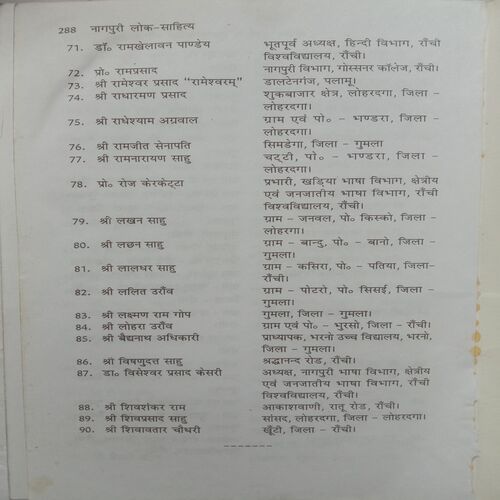 288 नागपुरी लोक-साहित्य
71. डॉ० रामखेलावन पाण्डेय भूतपूर्व अध्यक्ष, हिन्दी विभाग, राँची
विश्वविद्यालय, राँची।
72. प्रो० रामप्रसाद नागपुरी विभाग, गोस्सनर कॉलेज, राँची।
73. श्री रामेश्वर प्रसाद "रामेश्वरम्" डालटेनगंज, पलामू।
74. श्री राधारमण प्रसाद शुकबाजार क्षेत्र, लोहरदगा, जिला -
लोहरदगा।
75. श्री राधेश्याम अग्रवाल ग्राम एवं पो० - भण्डरा, जिला -
लोहरदगा।
76. श्री रामजीत सेनापति सिमडेगा, जिला - गुमला
77. श्री रामनारायण साहु चट्टी, पो० - भण्डरा, जिला -
लोहरदगा।
78. प्रो० रोज केरकेट्टा प्रभारी, खड़िया भाषा विभाग, क्षेत्रीय
एवं जनजातीय भाषा विभाग, राँची
विश्वविद्यालय, राँची।
79. श्री लखन साहु ग्राम - जनवल, पो० किस्को, जिला -
लोहरगा।
80. श्री लछन साहु ग्राम - बान्दु, पो० - बानो, जिला -
गुमला।
81. श्री लालधर साहु ग्राम - कसिरा, पो० - पतिया, जिला-
राँची।
82. श्री ललित उराँव ग्राम - पोटरो, पो० सिसई, जिला -
गुमला।
83. श्री लक्ष्मण राम गोप गुमला, जिला - गुमला।
84. श्री लोहरा उराँव ग्राम एवं पो० - भुरसो, जिला - राँची।
85. श्री बैद्यनाथ अधिकारी प्राध्यापक, भरनो उच्च विद्यालय, भरनो,
जिला - गुमला।
86. श्री विषणुदत्त साहु श्रद्धानन्द रोड, राँची।
87. डा० विसेश्वर प्रसाद केसरी अध्यक्ष, नागपुरी भाषा विभाग, क्षेत्रीय
एवं जनजातीय भाषा विभाग, राँची
विश्वविद्यालय, राँची।
88. श्री शिवशंकर राम आकाशवाणी, रातू रोड, राँची।
89. श्री शिवप्रसाद साहु सांसद, लोहरदगा, जिला - लोहरदगा।
90. श्री शिवावतार चौधरी खूँटी, जिला - राँची।